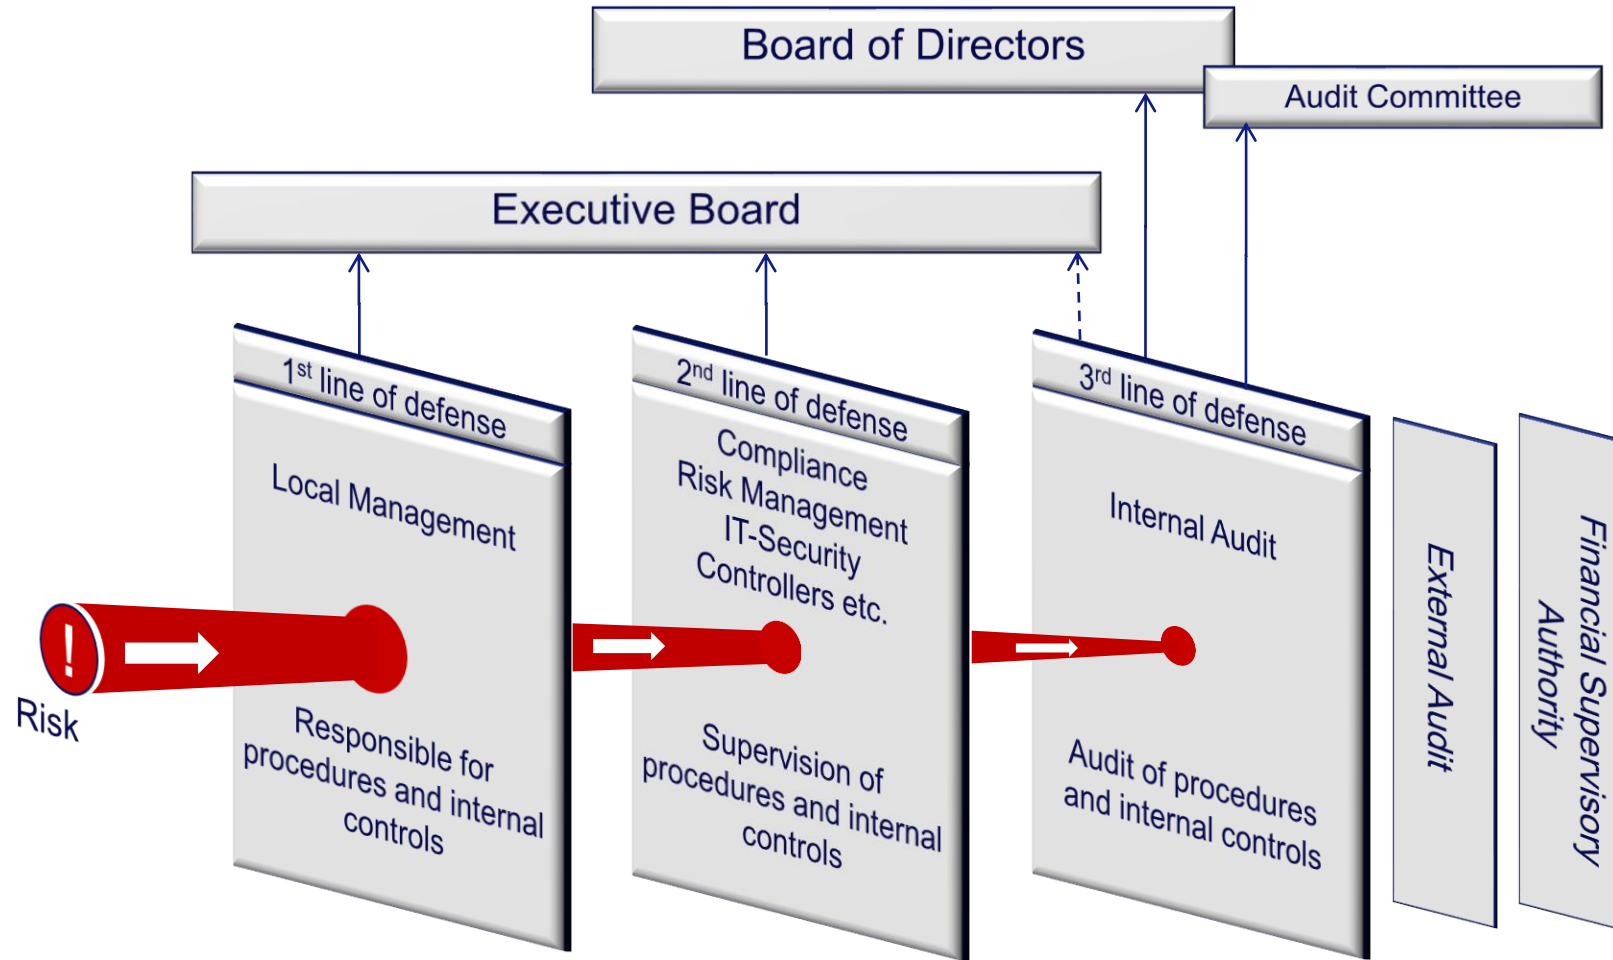 Board of Directors
Audit Committee
Executive Board
1st line of defense
Local Management
Responsible for
procedures and internal
controls
2nd line of defense
Compliance
Risk Management
IT-Security
Controllers etc.
Supervision of
procedures and internal
controls
3rd line of defense
Internal Audit
Audit of procedures
and internal controls
External Audit
Financial Supervisory
Authority
!
Risk